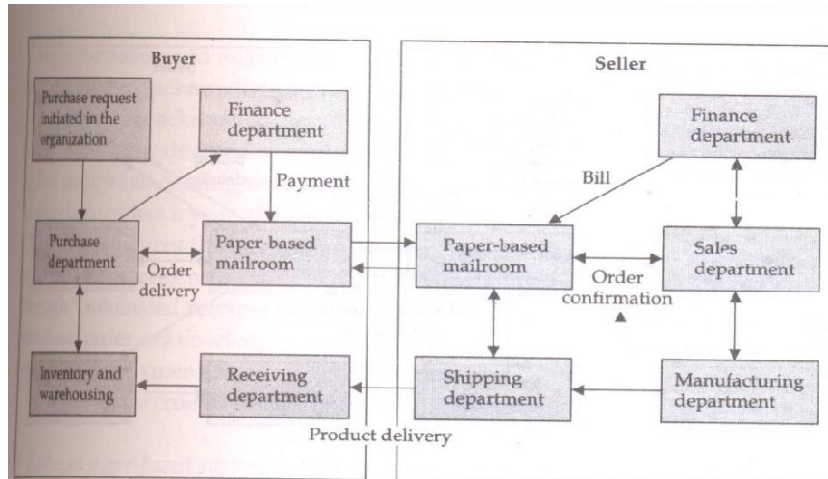 Buyer
Purchase request
initiated in the
organization
Finance
department
Payment
Purchase
department
Order
delivery
Paper-based
mailroom
Inventory and
warehousing
Receiving
department
Product delivery
Seller
Finance
department
Bill
Paper-based
mailroom
Order
confirmation
Sales
department
Shipping
department
Manufacturing
department